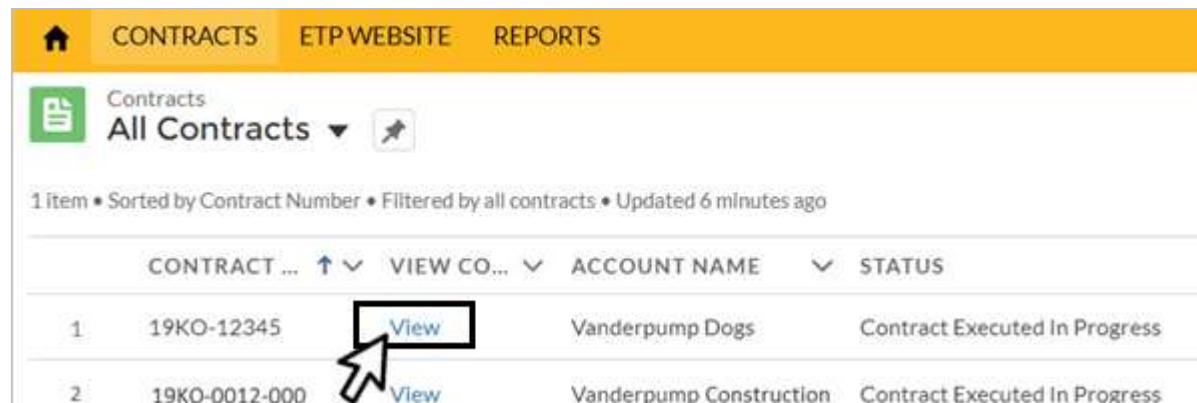 CONTRACTS ETP WEBSITE REPORTS
Contracts
All Contracts
1 item • Sorted by Contract Number • Filtered by all contracts • Updated 6 minutes ago
CONTRACT ... VIEW CO... ACCOUNT NAME STATUS
1 19KO-12345 View Vanderpump Dogs Contract Executed In Progress
2 19KO-0012-000 View Vanderpump Construction Contract Executed In Progress